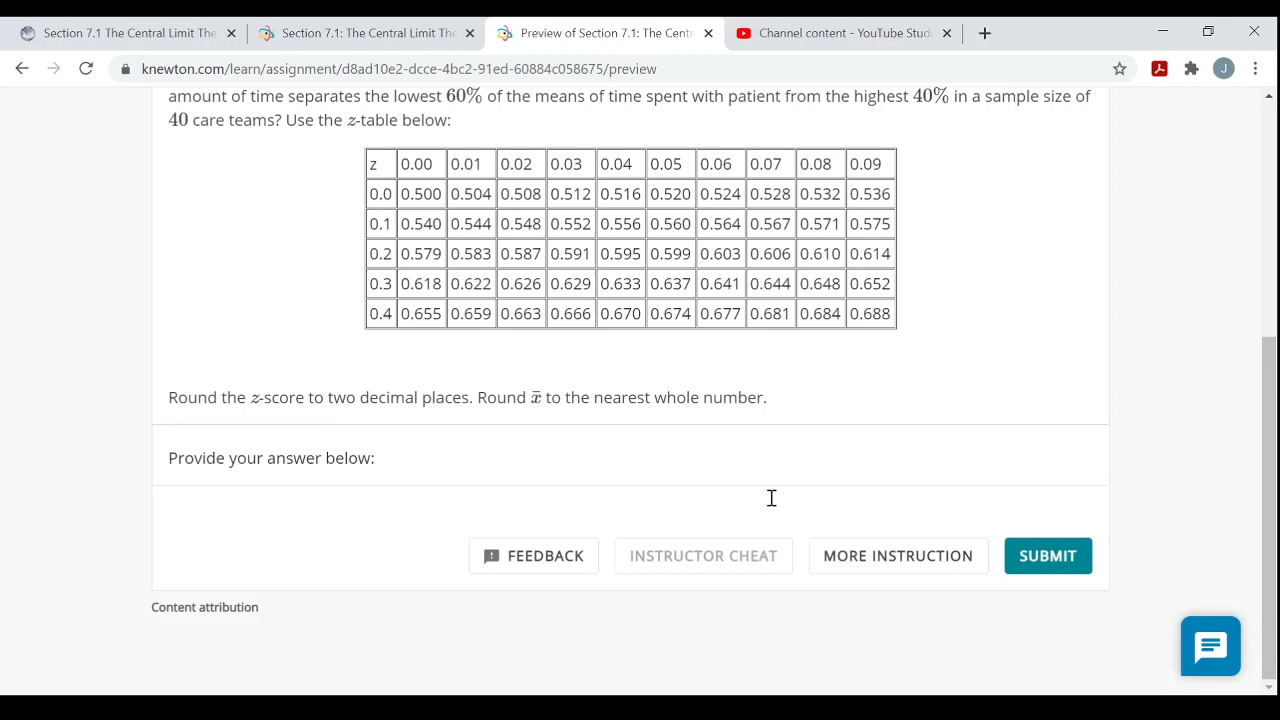 Section 7.1 The Central Limit The
Section 7.1: The Central Limit The
Preview of Section 7.1: The Centr
Channel content - YouTube Stud
knewton.com/learn/assignment/d8ad10e2-dcce-4bc2-91ed-60884c058675/preview
J
amount of time separates the lowest 60% of the means of time spent with patient from the highest 40% in a sample size of
40 care teams? Use the z-table below:
z 0.00 0.01 0.02 0.03 0.04 0.05 0.06 0.07 0.08 0.09
0.0 0.500 0.504 0.508 0.512 0.516 0.520 0.524 0.528 0.532 0.536
0.1 0.540 0.544 0.548 0.552 0.556 0.560 0.564 0.567 0.571 0.575
0.2 0.579 0.583 0.587 0.591 0.595 0.599 0.603 0.606 0.610 0.614
0.3 0.618 0.622 0.626 0.629 0.633 0.637 0.641 0.644 0.648 0.652
0.4 0.655 0.659 0.663 0.666 0.670 0.674 0.677 0.681 0.684 0.688
Round the z-score to two decimal places. Round x̄ to the nearest whole number.
Provide your answer below:
FEEDBACK
INSTRUCTOR CHEAT
MORE INSTRUCTION
SUBMIT
Content attribution